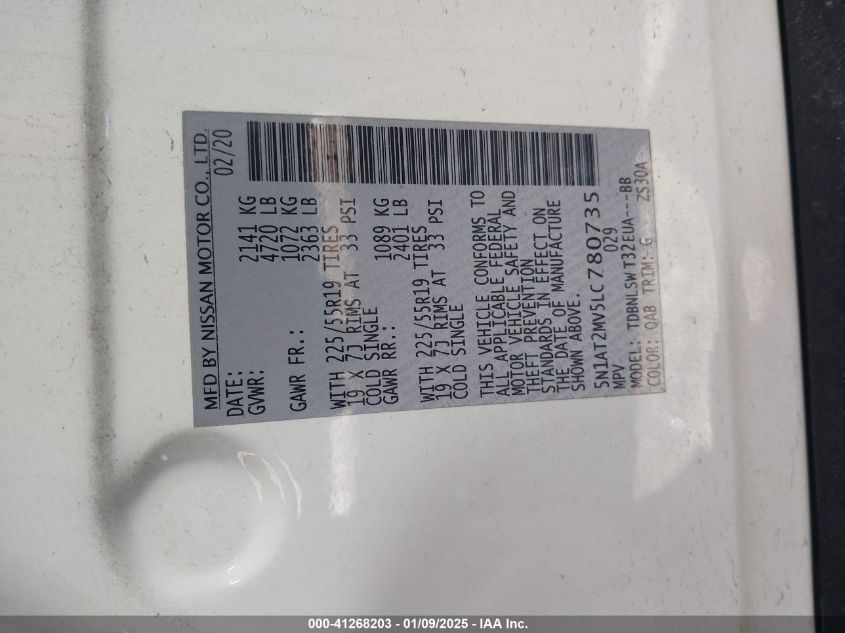 MFD BY NISSAN MOTOR CO., LTD.
DATE: 02/20
GVWR: 2141 KG
4720 LB
GAWR FR.: 1072 KG
2363 LB
WITH 225/55R19 TIRES
19 X 7J RIMS AT 33 PSI
COLD SINGLE
GAWR RR.: 1089 KG
2401 LB
WITH 225/55R19 TIRES
19 X 7J RIMS AT 33 PSI
COLD SINGLE
THIS VEHICLE CONFORMS TO
ALL APPLICABLE FEDERAL
MOTOR VEHICLE SAFETY AND
THEFT PREVENTION
STANDARDS IN EFFECT ON
THE DATE OF MANUFACTURE
SHOWN ABOVE.
5N1AT2MV5LC780735
MPV 029
MODEL: TDBNLSW T32EUA---BB
COLOR: QAB TRIM: G ZS30A
000-41268203 - 01/09/2025 - IAA Inc.